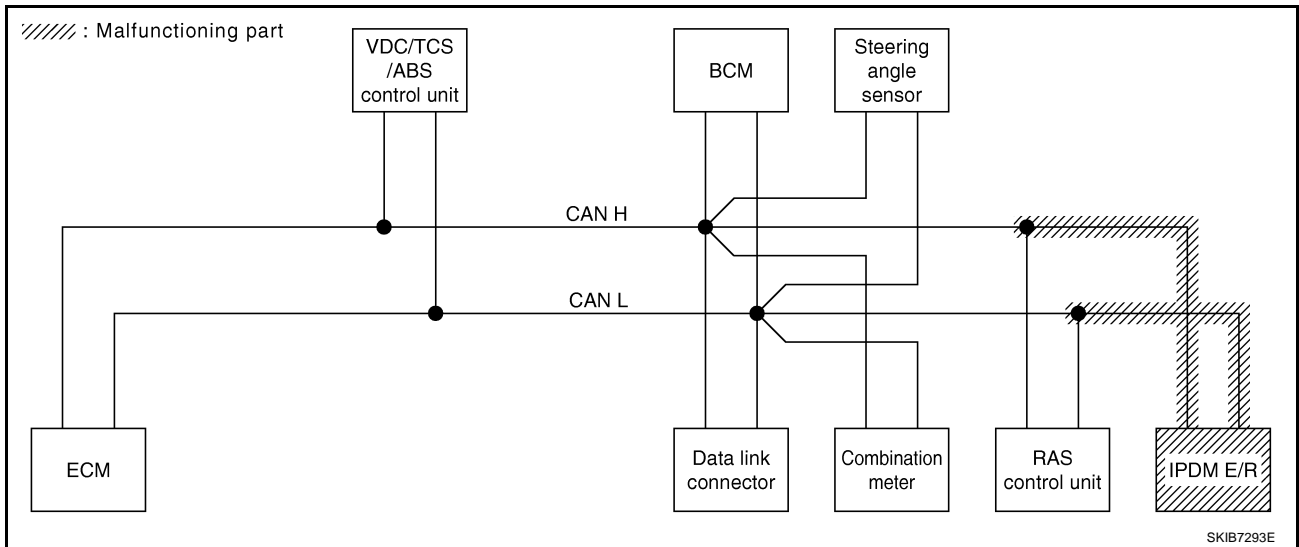 : Malfunctioning part
VDC/TCS
/ABS
control unit
BCM
Steering
angle
sensor
CAN H
CAN L
ECM
Data link
connector
Combination
meter
RAS
control unit
IPDM E/R
SKIB7293E